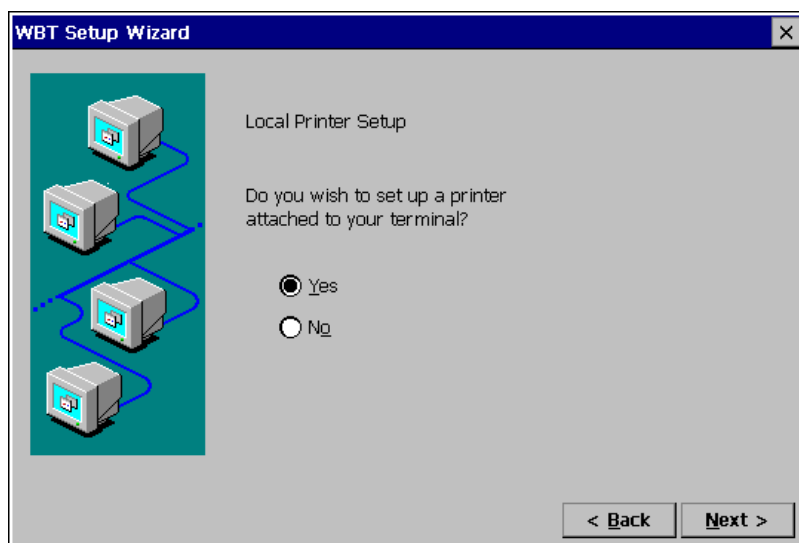 WBT Setup Wizard
Local Printer Setup
Do you wish to set up a printer
attached to your terminal?
Yes
No
< Back
Next >